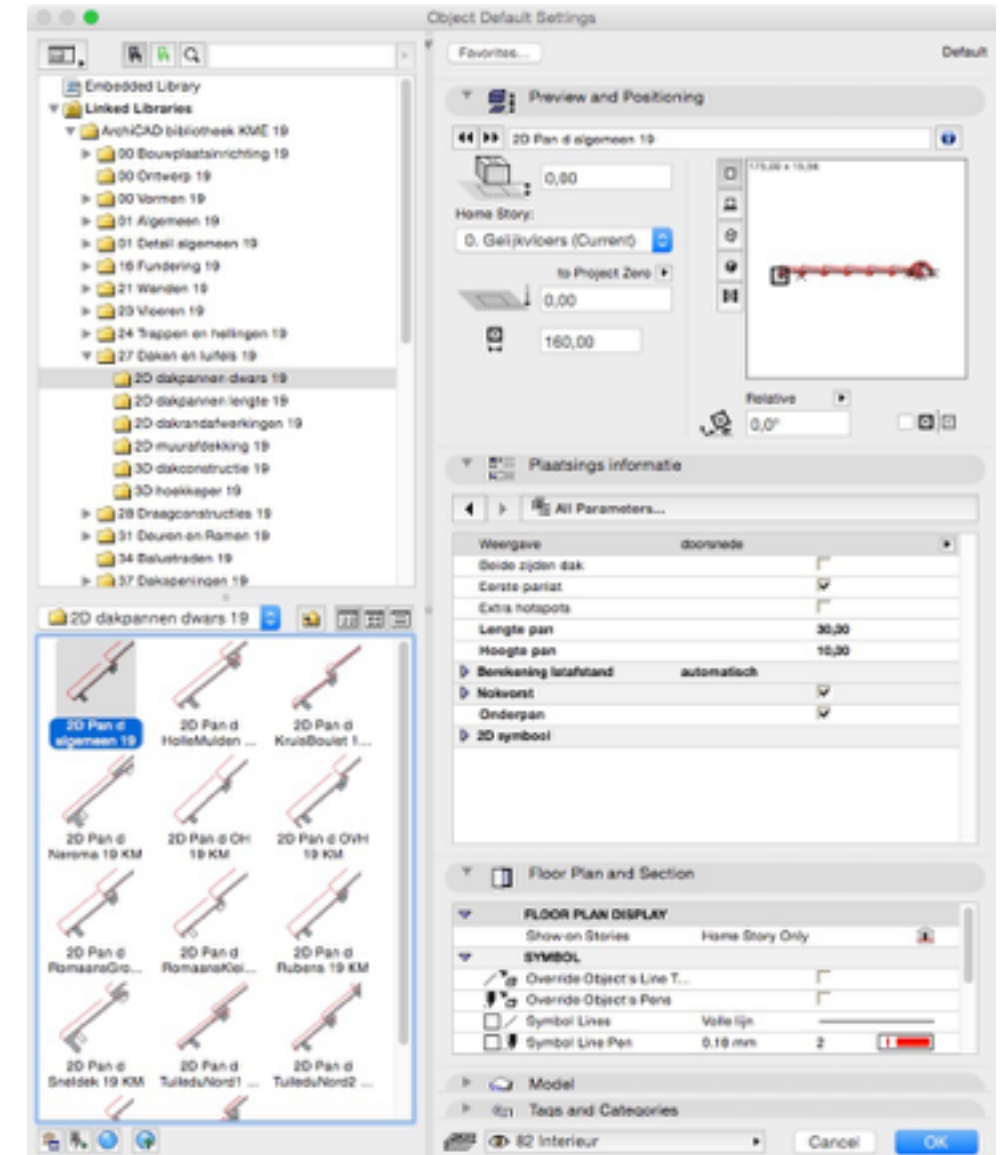 Object Default Settings
Embedded Library
Linked Libraries
ArchiCAD bibliotheek KME 19
00 Bouwplaatsinrichting 19
00 Ontwerp 19
00 Vormen 19
01 Algemeen 19
01 Detail algemeen 19
16 Fundering 19
21 Wanden 19
23 Vloeren 19
24 Trappen en hellingen 19
27 Daken en luifels 19
2D dakpannen dwars 19
2D dakpannen lengte 19
2D dakrandafwerkingen 19
2D muurafdekking 19
3D dakconstructie 19
3D hoekkeper 19
28 Draagconstructies 19
31 Deuren en Ramen 19
34 Balustraden 19
37 Dakopeningen 19
2D dakpannen dwars 19
2D Pan d algemeen 19
2D Pan d HolleMulden ...
2D Pan d KruisBoulet 1...
2D Pan d Naroma 19 KM
2D Pan d OH 19 KM
2D Pan d OVH 19 KM
2D Pan d RomaansGro...
2D Pan d RomaansKlei...
2D Pan d Rubens 19 KM
2D Pan d Sneldek 19 KM
2D Pan d TuileduNord1 ...
2D Pan d TuileduNord2 ...
Favorites...
Default
Preview and Positioning
2D Pan d algemeen 19
0,00
Home Story:
0. Gelijkvloers (Current)
to Project Zero
0,00
160,00
Relative
0,0°
Plaatsings informatie
All Parameters...
Weergave doorsnede
Beide zijden dak
Eerste panlat
Extra hotspots
Lengte pan 30,00
Hoogte pan 10,00
Berekening latafstand automatisch
Nokvorst
Onderpan
2D symbool
Floor Plan and Section
FLOOR PLAN DISPLAY
Show on Stories Home Story Only
SYMBOL
Override Object's Line T...
Override Object's Pens
Symbol Lines Volle lijn
Symbol Line Pen 0.18 mm 2
Model
Tags and Categories
82 Interieur
Cancel
OK